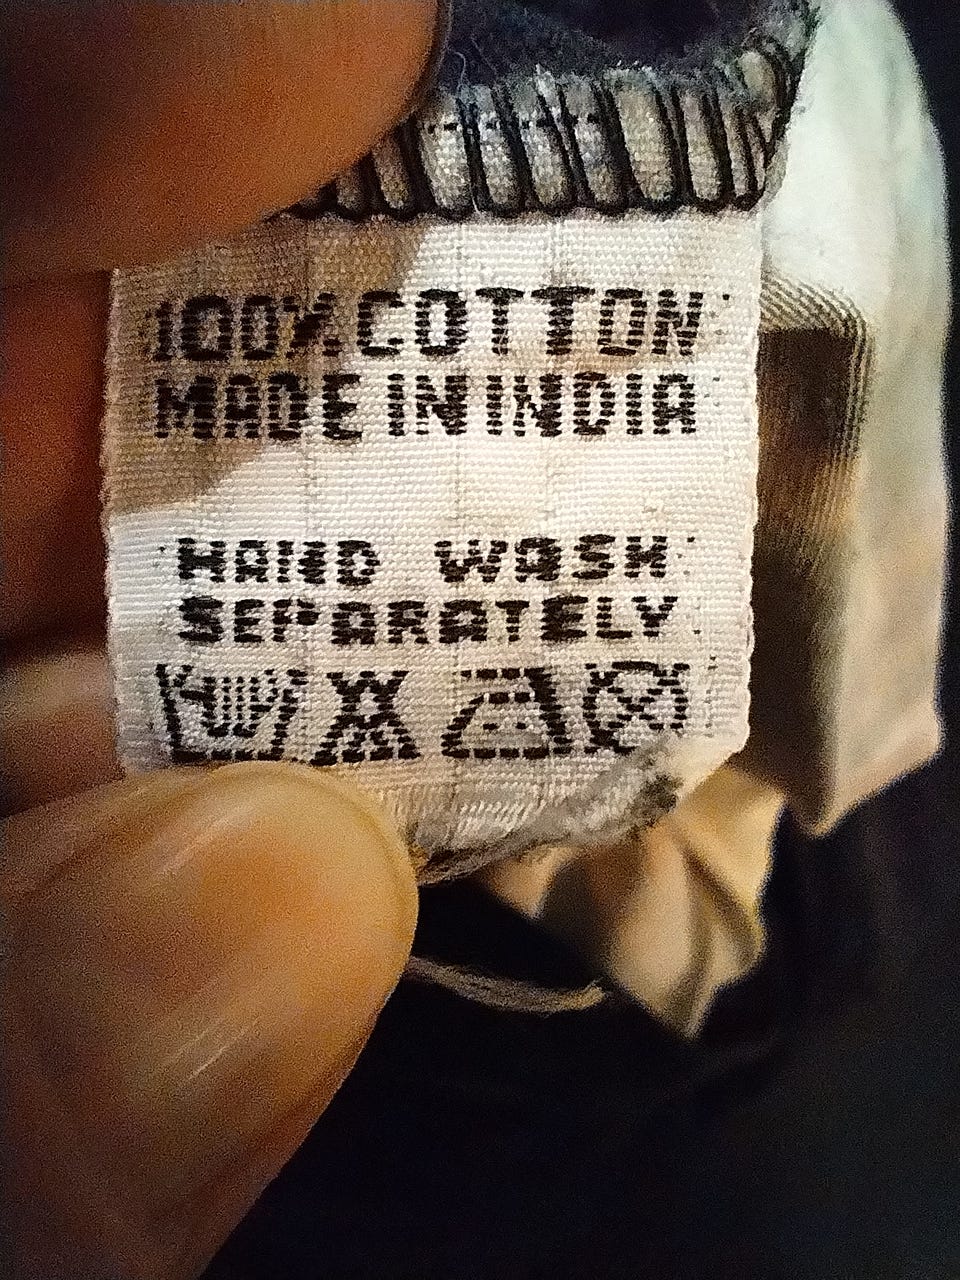 100% COTTON
MADE IN INDIA
HAND WASH
SEPARATELY